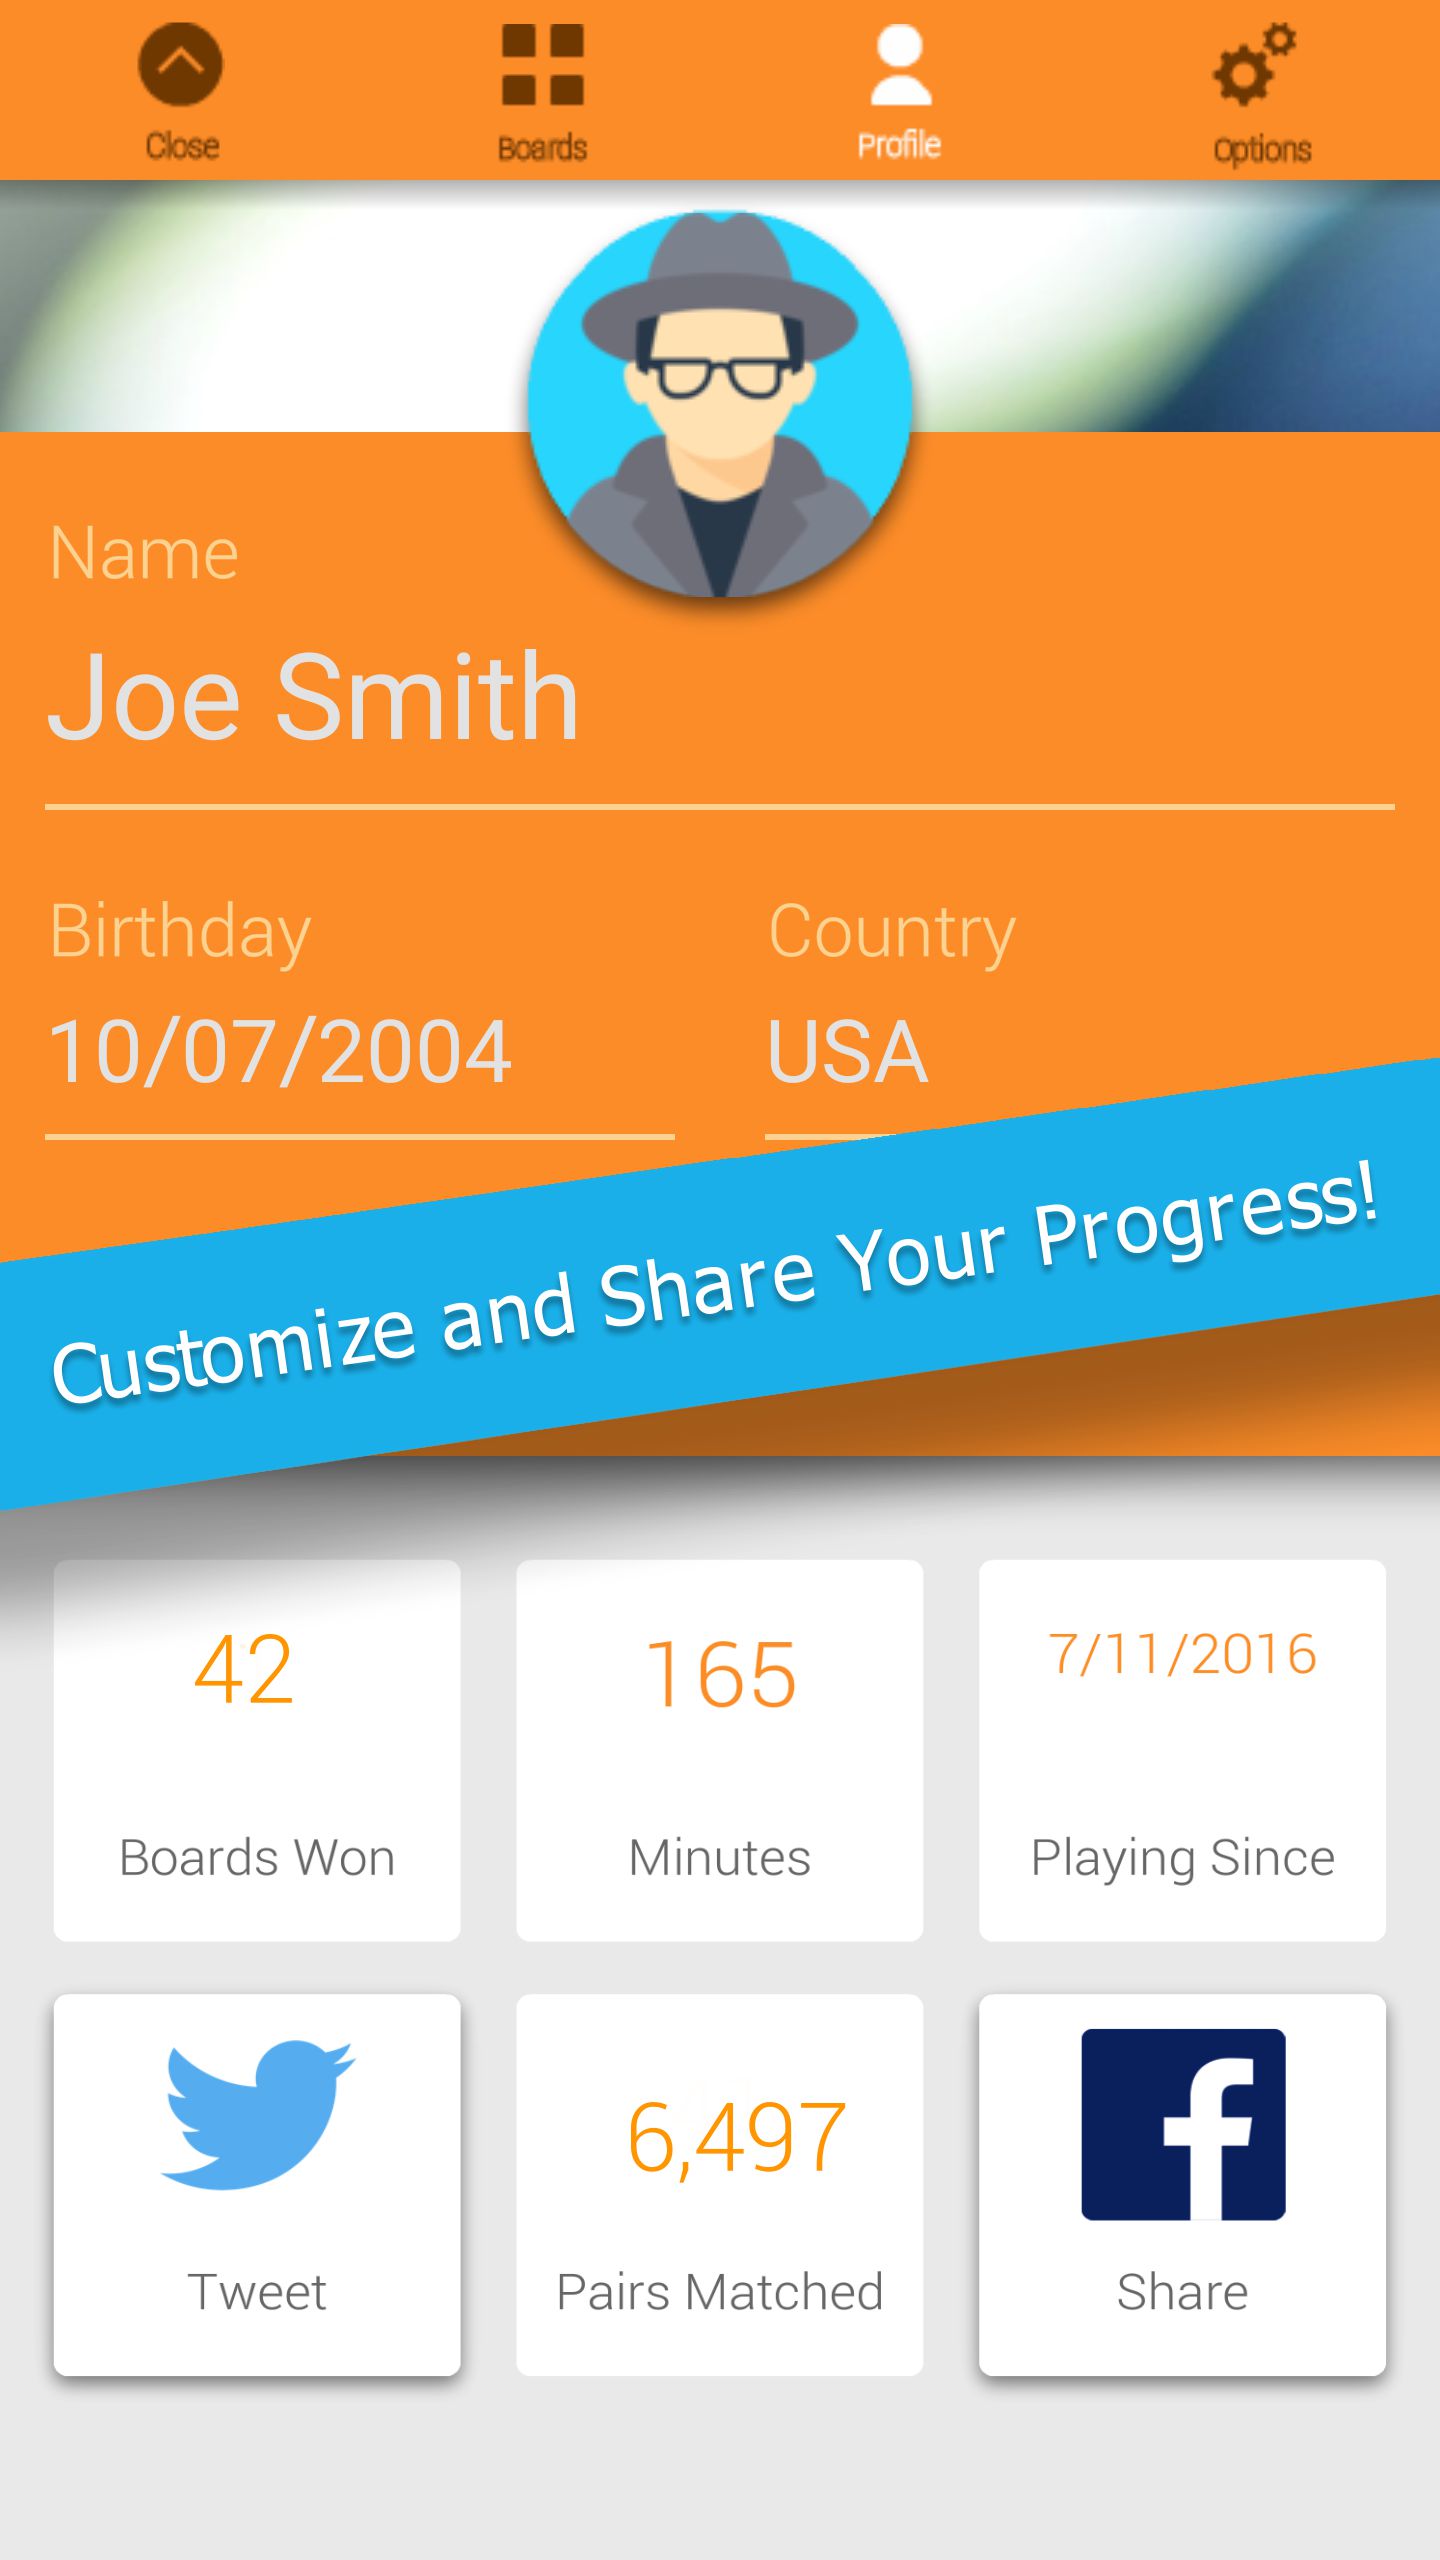 Close Boards Profile Options
Name
Joe Smith
Birthday Country
10/07/2004 USA
Customize and Share Your Progress!
42 165 7/11/2016
Boards Won Minutes Playing Since
6,497
Tweet Pairs Matched Share